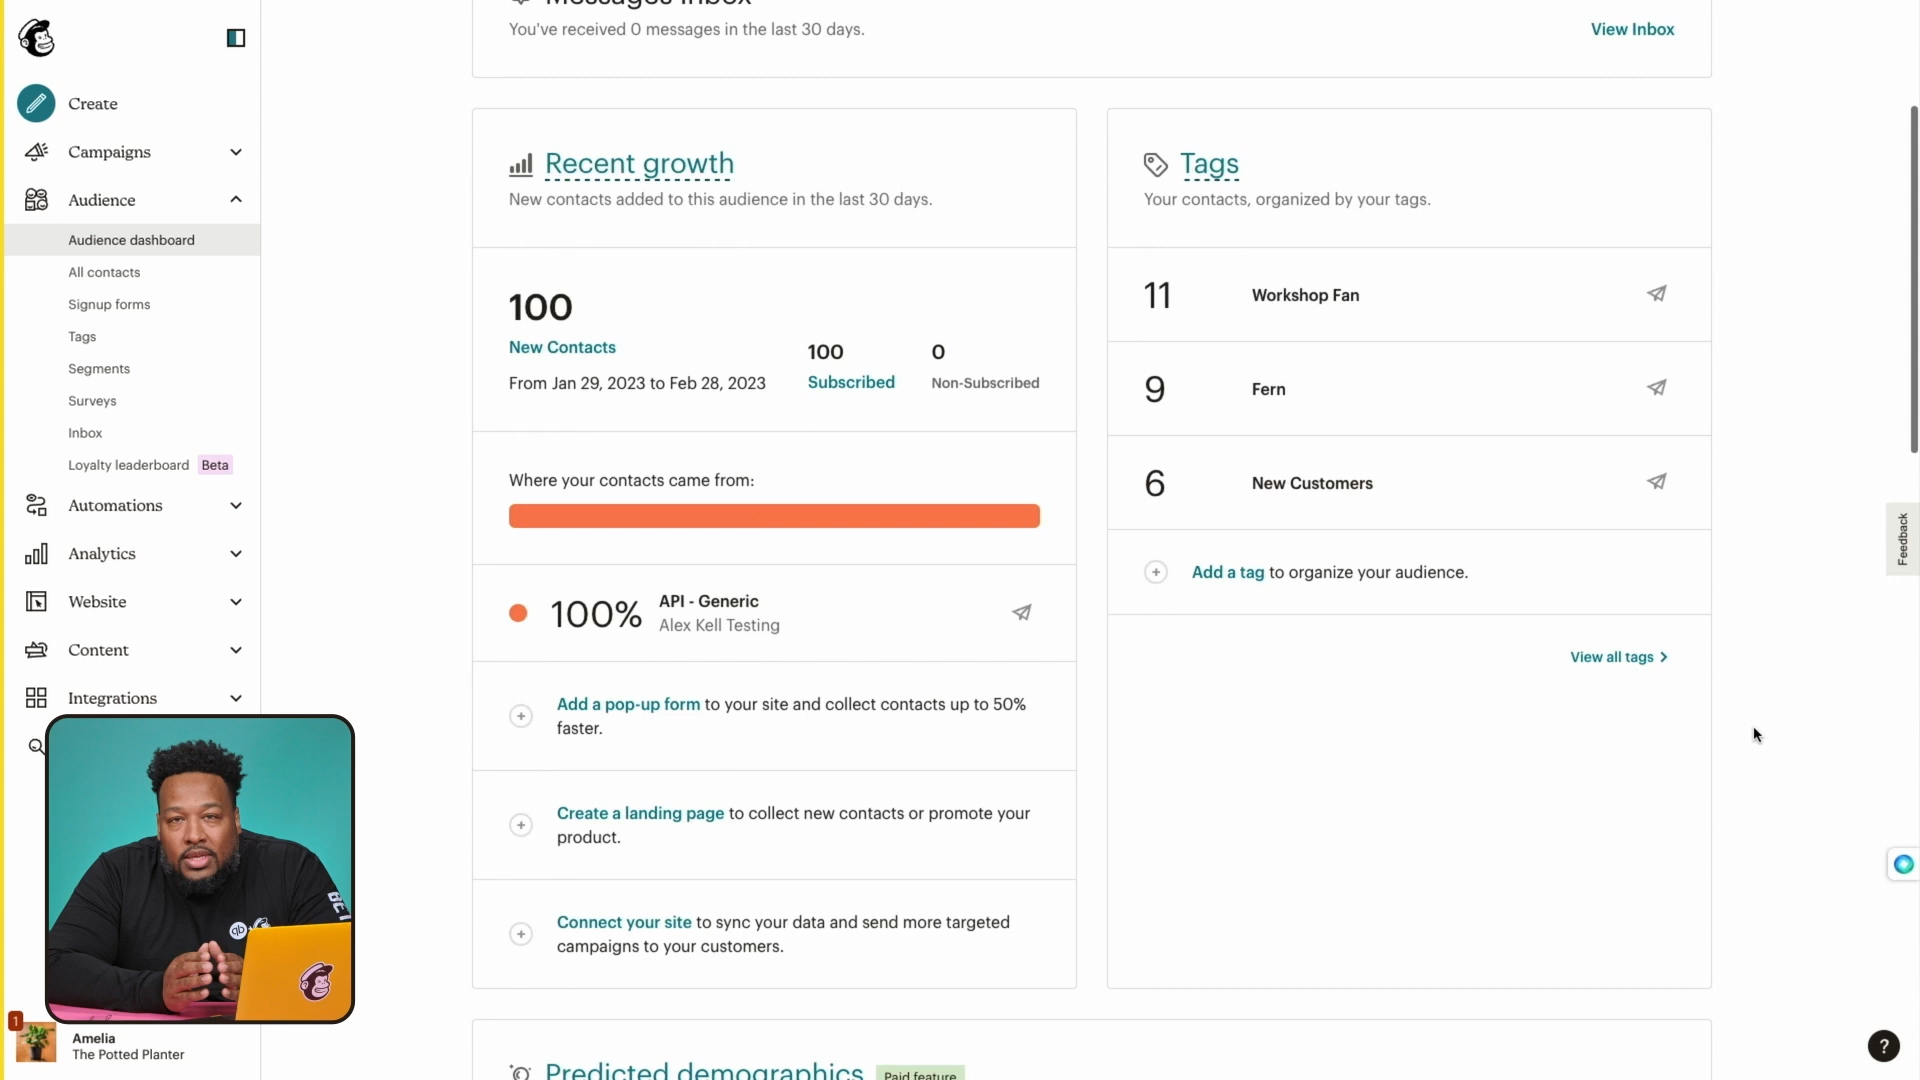 Messages Inbox
You've received 0 messages in the last 30 days.
View Inbox
Create
Campaigns
Audience
Audience dashboard
All contacts
Signup forms
Tags
Segments
Surveys
Inbox
Loyalty leaderboard Beta
Automations
Analytics
Website
Content
Integrations
1
Amelia
The Potted Planter
Recent growth
New contacts added to this audience in the last 30 days.
100
New Contacts
From Jan 29, 2023 to Feb 28, 2023
100
Subscribed
0
Non-Subscribed
Where your contacts came from:
100%
API - Generic
Alex Kell Testing
Add a pop-up form to your site and collect contacts up to 50%
faster.
Create a landing page to collect new contacts or promote your
product.
Connect your site to sync your data and send more targeted
campaigns to your customers.
Tags
Your contacts, organized by your tags.
11 Workshop Fan
9 Fern
6 New Customers
Add a tag to organize your audience.
View all tags
Predicted demographics Paid feature
Feedback
?
qb